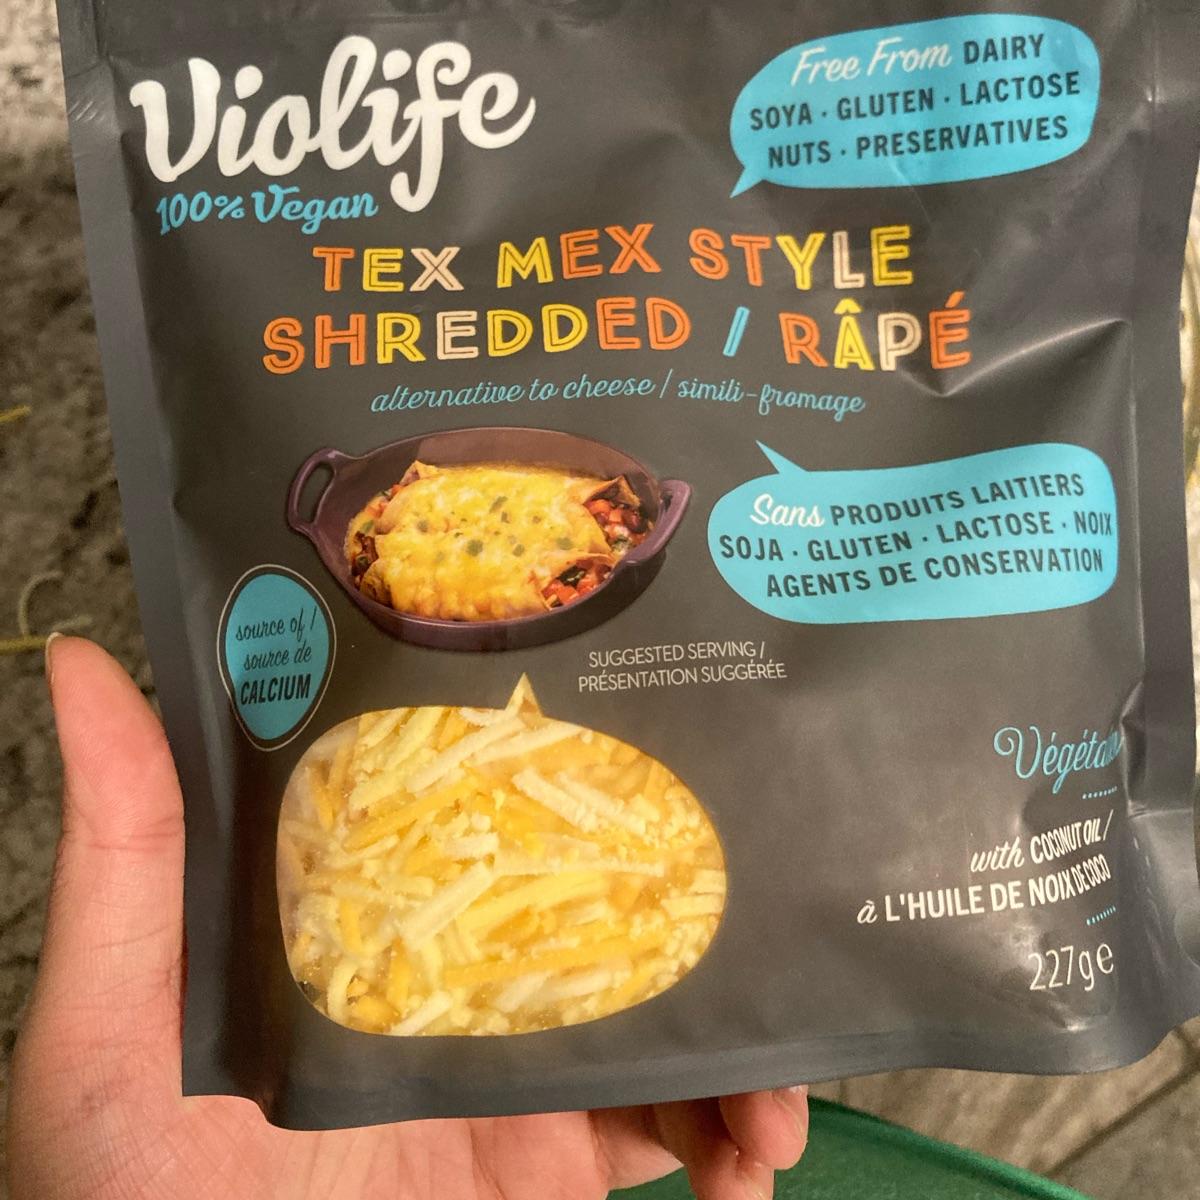 Violife
100% Vegan
Free From DAIRY
SOYA · GLUTEN · LACTOSE
NUTS · PRESERVATIVES
TEX MEX STYLE
SHREDDED / RÂPÉ
alternative to cheese / simili-fromage
Sans PRODUITS LAITIERS
SOJA · GLUTEN · LACTOSE · NOIX
AGENTS DE CONSERVATION
source of /
source de
CALCIUM
SUGGESTED SERVING /
PRÉSENTATION SUGGÉRÉE
with COCONUT OIL /
à L'HUILE DE NOIX DE COCO
227g e